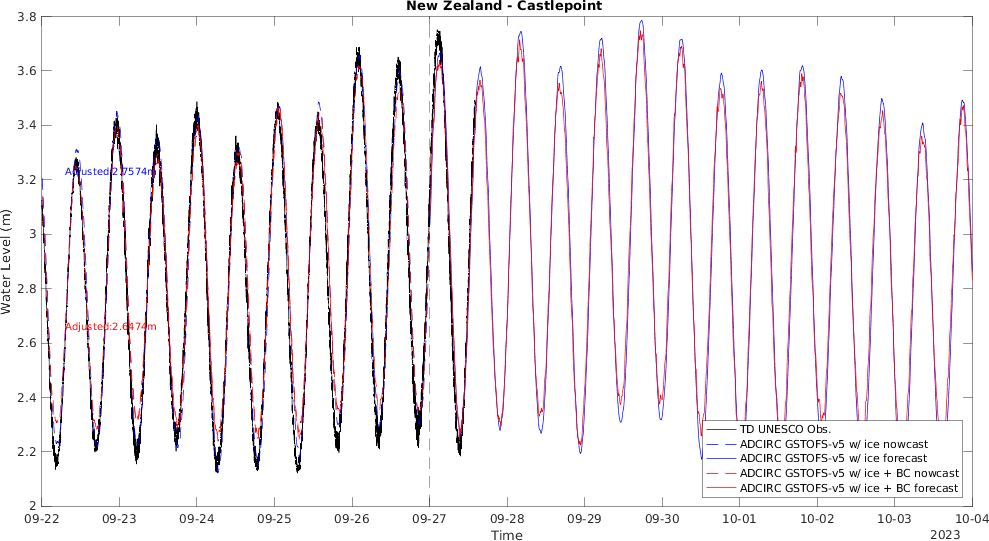 New Zealand - Castlepoint
3.8
3.6
3.4
3.2
3
2.8
2.6
2.4
2.2
2
Water Level (m)
Adjusted:2.7574m
Adjusted:2.6474m
TD UNESCO Obs.
ADCIRC GSTOFS-v5 w/ ice nowcast
ADCIRC GSTOFS-v5 w/ ice forecast
ADCIRC GSTOFS-v5 w/ ice + BC nowcast
ADCIRC GSTOFS-v5 w/ ice + BC forecast
09-22 09-23 09-24 09-25 09-26 09-27 09-28 09-29 09-30 10-01 10-02 10-03 10-04
Time
2023